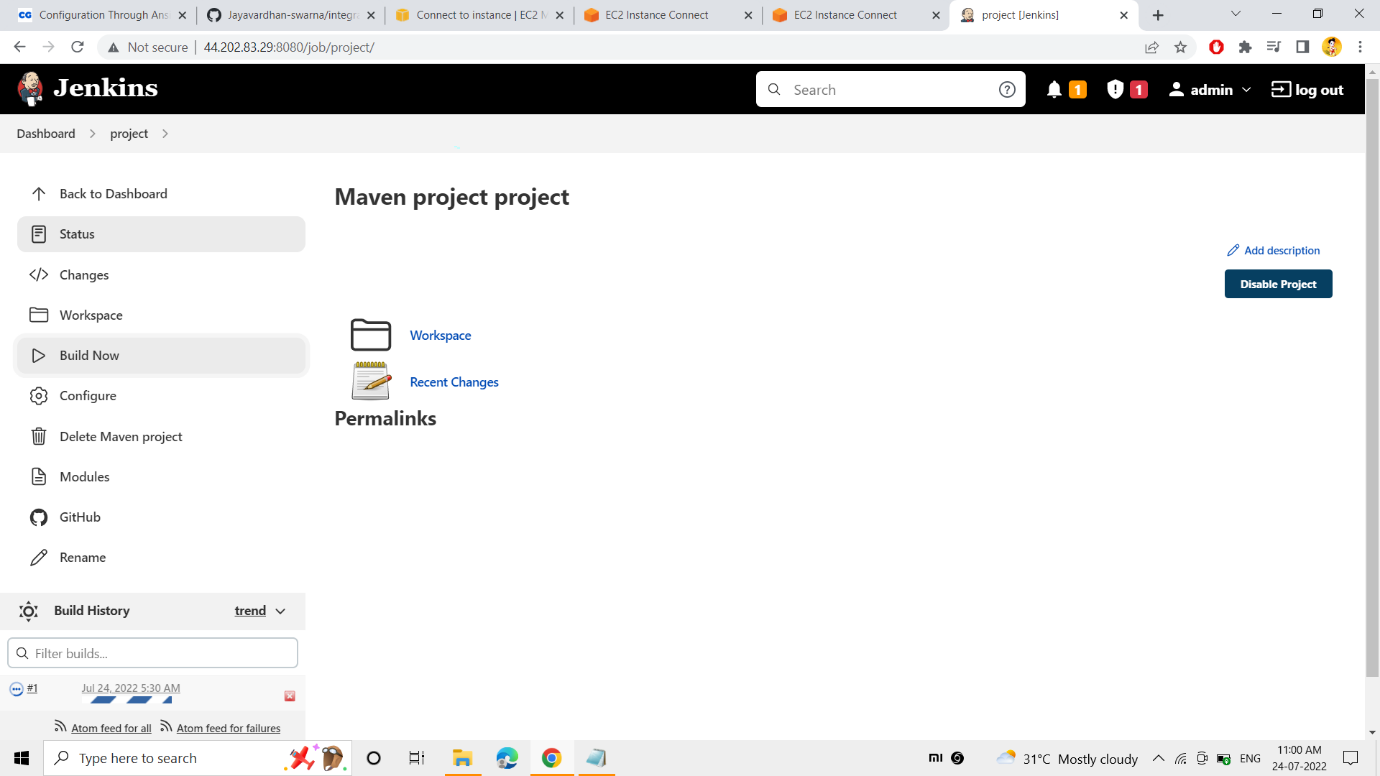 Configuration Through Ans
Jayavardhan-swarna/integra
Connect to instance | EC2 M
EC2 Instance Connect
EC2 Instance Connect
project [Jenkins]
Not secure
44.202.83.29:8080/job/project/
Jenkins
Search
1
1
admin
log out
Dashboard
project
Back to Dashboard
Status
Changes
Workspace
Build Now
Configure
Delete Maven project
Modules
GitHub
Rename
Maven project project
Add description
Disable Project
Workspace
Recent Changes
Permalinks
Build History
trend
Filter builds...
#1
Jul 24, 2022 5:30 AM
Atom feed for all
Atom feed for failures
Type here to search
31°C Mostly cloudy
ENG
11:00 AM
24-07-2022